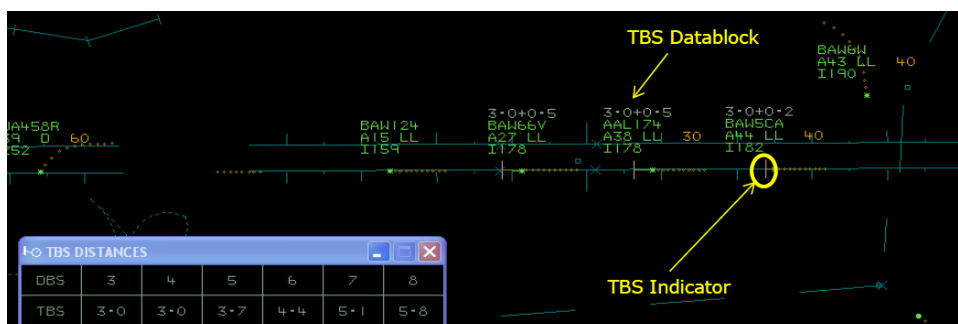 TBS Datablock
BAW6W
A43 LL 40
I190
3-0+0-5
3-0+0-5
3-0+0-2
JA458R
BAW124
BAW66V
AAL174
BAW5CA
39 D 60
A15 LL
A27 LL
A38 LL 30
A44 LL 40
252
I159
I178
I178
I182
TBS DISTANCES
DBS 3 4 5 6 7 8
TBS 3-0 3-0 3-7 4-4 5-1 5-8
TBS Indicator